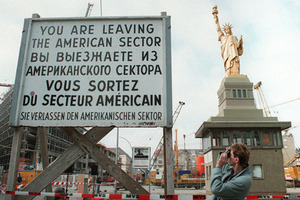 YOU ARE LEAVING
THE AMERICAN SECTOR
ВЫ ВЫЕЗЖАЕТЕ ИЗ
АМЕРИКАНСКОГО СЕКТОРА
VOUS SORTEZ
DU SECTEUR AMÉRICAIN
SIE VERLASSEN DEN AMERIKANISCHEN SEKTOR